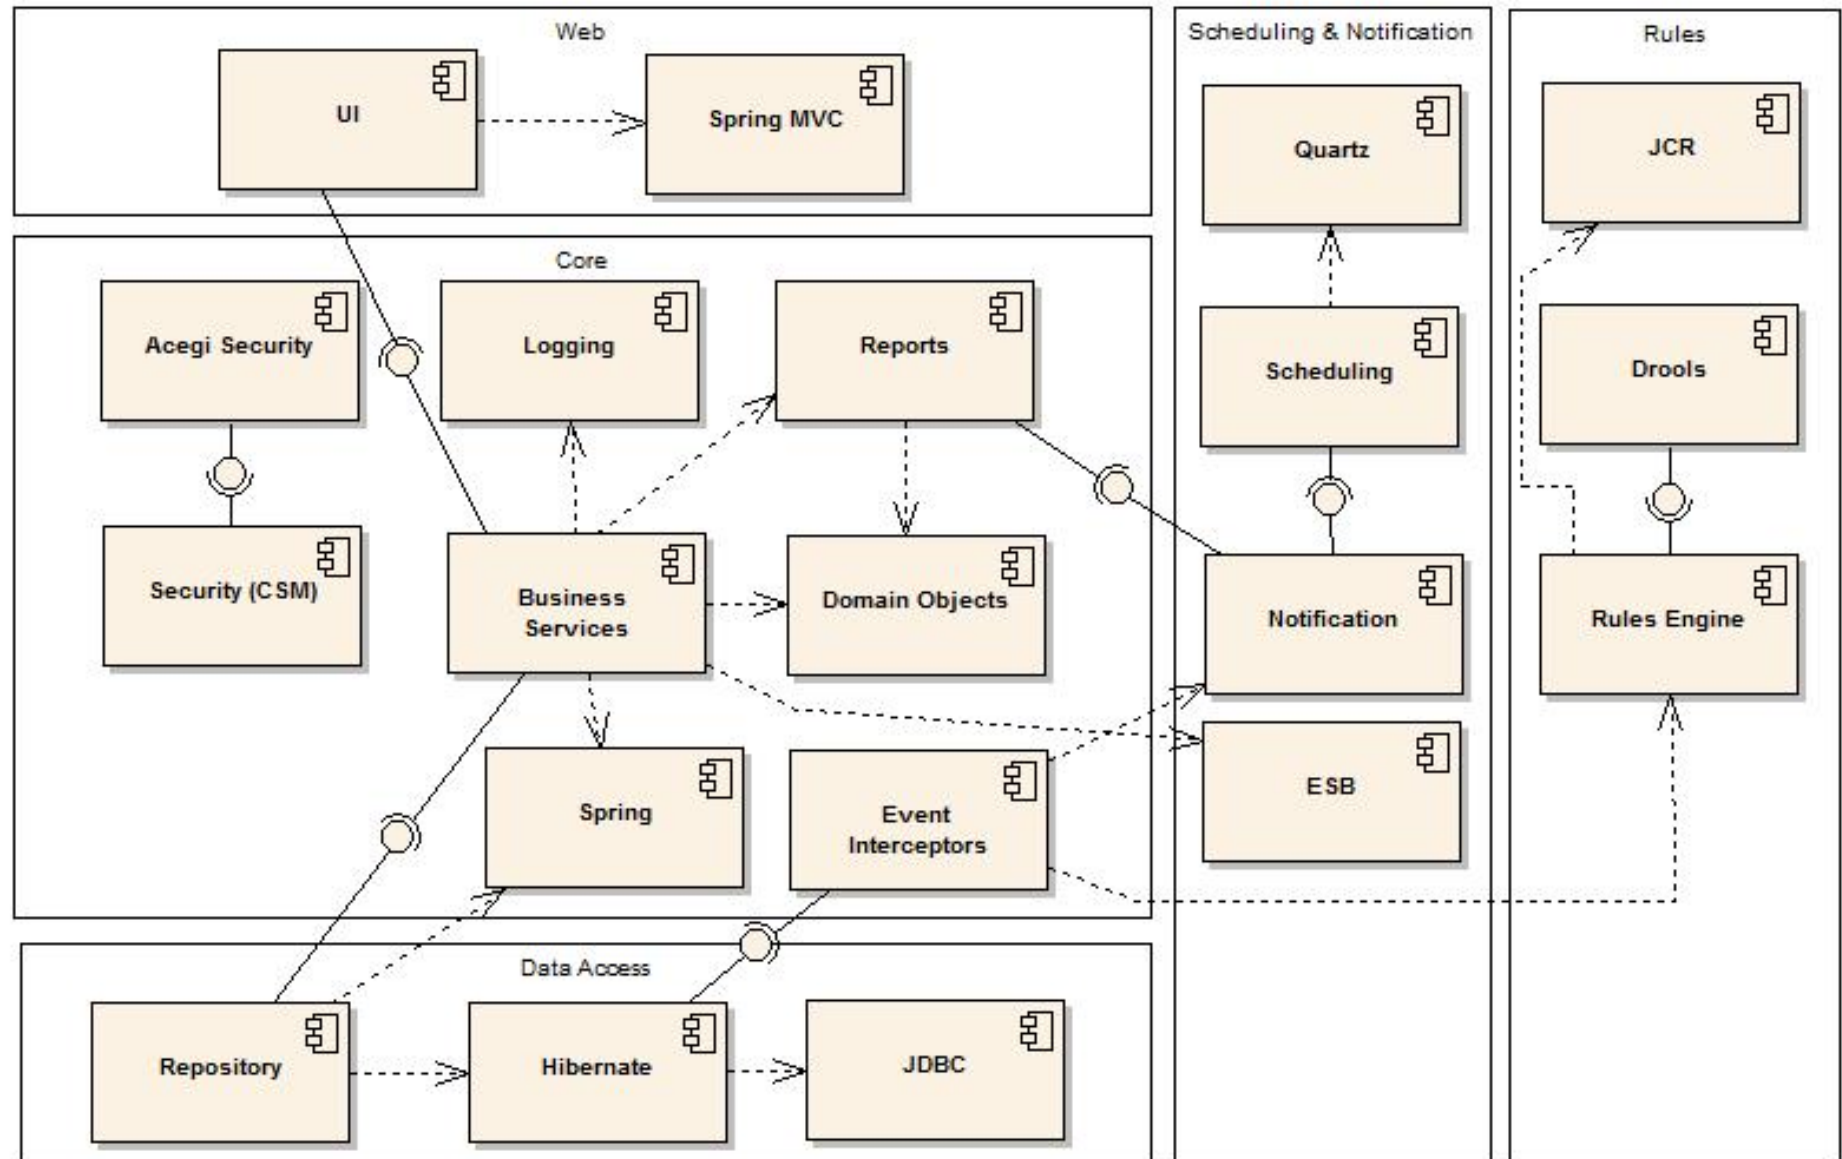 Web
UI
Spring MVC
Core
Acegi Security
Logging
Reports
Security (CSM)
Business
Services
Domain Objects
Spring
Event
Interceptors
Data Access
Repository
Hibernate
JDBC
Scheduling & Notification
Quartz
Scheduling
Notification
ESB
Rules
JCR
Drools
Rules Engine